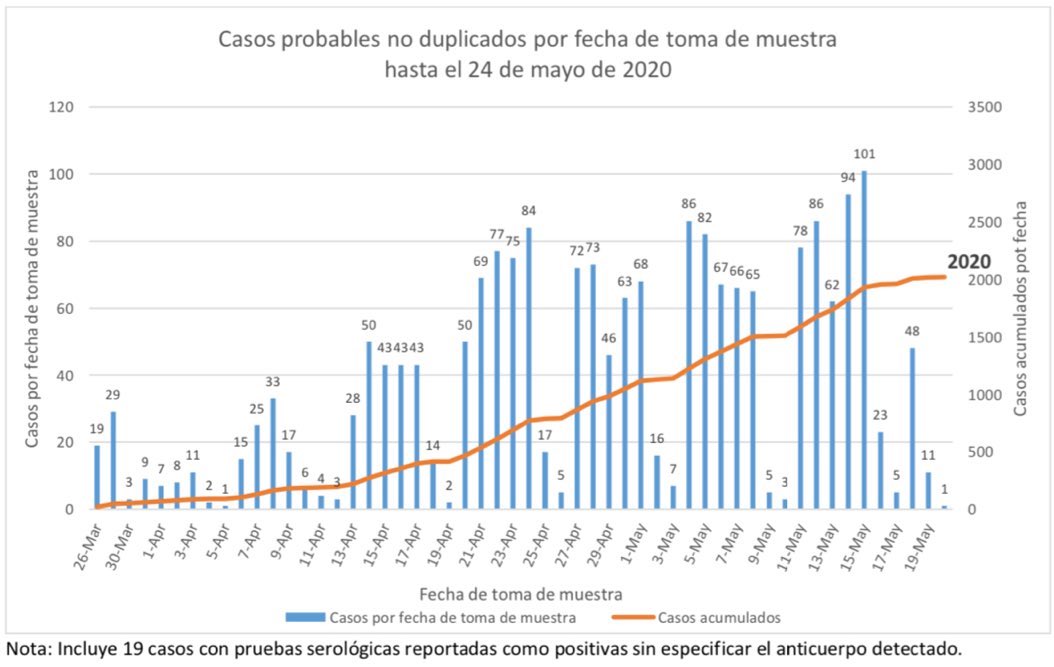 Casos probables no duplicados por fecha de toma de muestra
hasta el 24 de mayo de 2020
Casos por fecha de toma de muestra
120
100
80
60
40
20
0
19
29
3
9
7
8
11
2
1
15
25
33
17
6
4
3
28
50
43
43
43
14
2
50
69
77
75
84
17
5
72
73
46
63
68
16
7
86
82
67
66
65
5
3
78
86
62
94
101
23
5
48
11
1
2020
3500
3000
2500
2000
1500
1000
500
0
Casos acumulados pot fecha
26-Mar
30-Mar
1-Apr
3-Apr
5-Apr
7-Apr
9-Apr
11-Apr
13-Apr
15-Apr
17-Apr
19-Apr
21-Apr
23-Apr
25-Apr
27-Apr
29-Apr
1-May
3-May
5-May
7-May
9-May
11-May
13-May
15-May
17-May
19-May
Fecha de toma de muestra
Casos por fecha de toma de muestra
Casos acumulados
Nota: Incluye 19 casos con pruebas serológicas reportadas como positivas sin especificar el anticuerpo detectado.